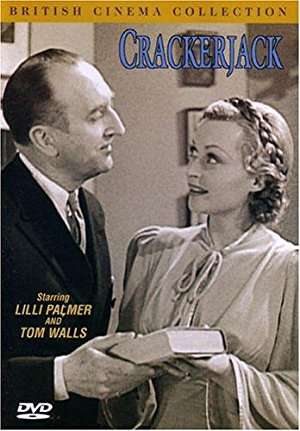 BRITISH CINEMA COLLECTION
CRACKERJACK
Starring
LILLI PALMER
AND
TOM WALLS
DVD